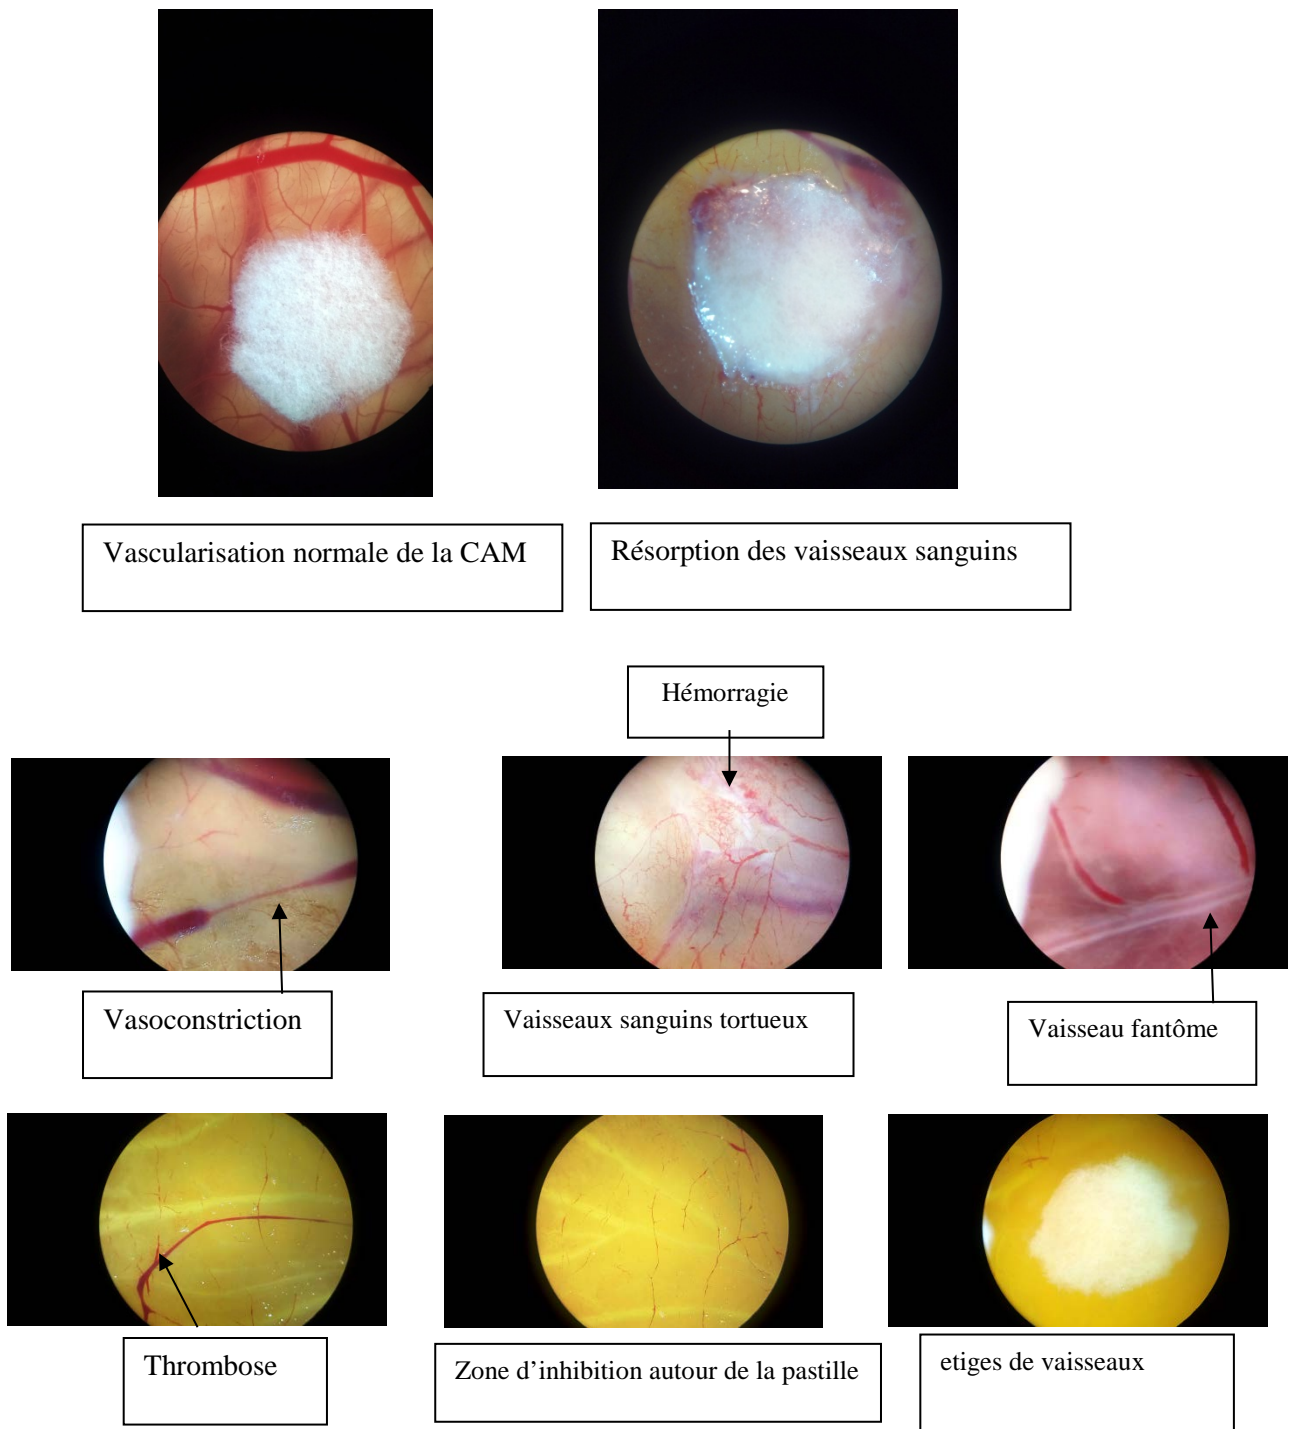 Vascularisation normale de la CAM
Résorption des vaisseaux sanguins
Hémorragie
Vasoconstriction
Vaisseaux sanguins tortueux
Vaisseau fantôme
Thrombose
Zone d’inhibition autour de la pastille
etiges de vaisseaux